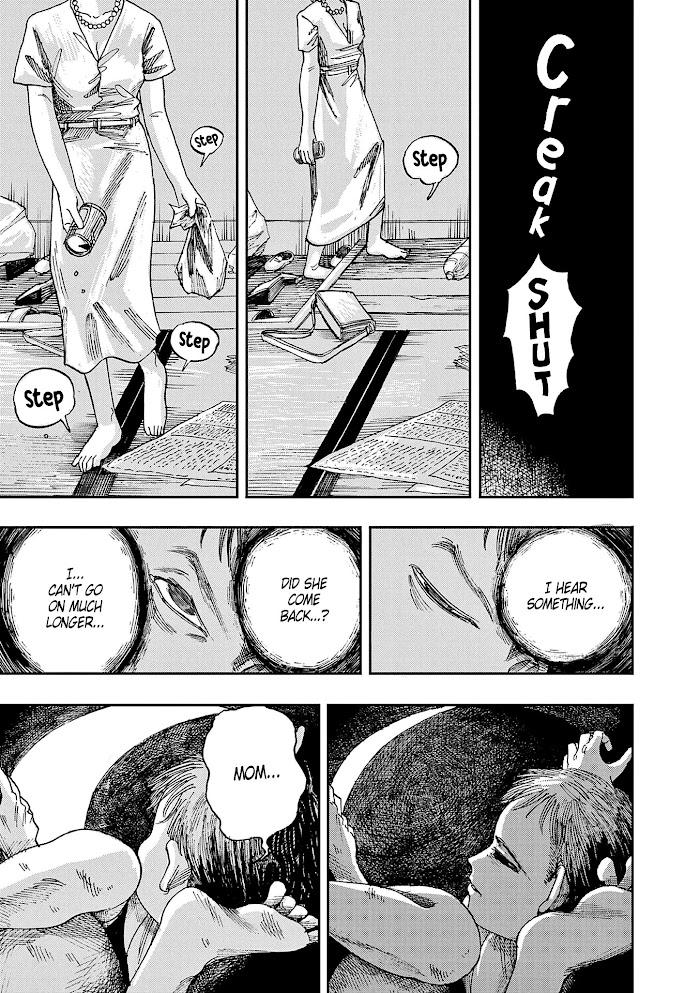 Creak
SHUT
Step
step
Step
Step
I HEAR
SOMETHING...
DID SHE
COME
BACK...?
I...
CAN'T GO
ON MUCH
LONGER...
MOM...